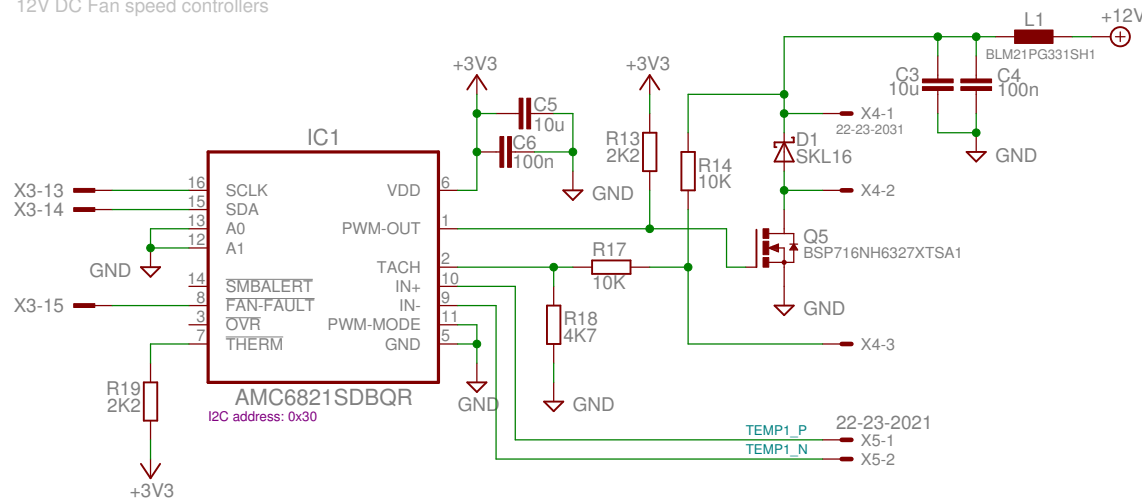 12V DC Fan speed controllers
L1
+12V
BLM21PG331SH1
+3V3
+3V3
C3
10u
C4
100n
C5
10u
C6
100n
GND
X4-1
22-23-2031
D1
SKL16
GND
R13
2K2
R14
10K
IC1
X3-13
16
SCLK
VDD
6
X4-2
X3-14
15
SDA
13
A0
PWM-OUT
1
12
A1
Q5
BSP716NH6327XTSA1
GND
R17
10K
TACH
2
14
SMBALERT
IN+
10
X3-15
8
FAN-FAULT
IN-
9
GND
3
OVR
PWM-MODE
11
R18
4K7
7
THERM
GND
5
X4-3
R19
2K2
AMC6821SDBQR
I2C address: 0x30
GND
GND
22-23-2021
TEMP1_P
X5-1
TEMP1_N
X5-2
+3V3